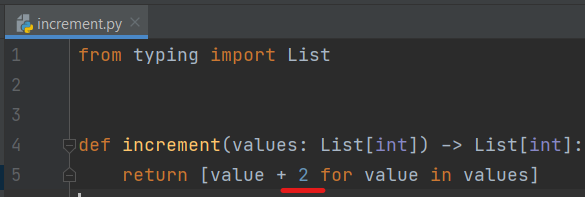 increment.py
1 from typing import List
2
3
4 def increment(values: List[int]) -> List[int]:
5     return [value + 2 for value in values]